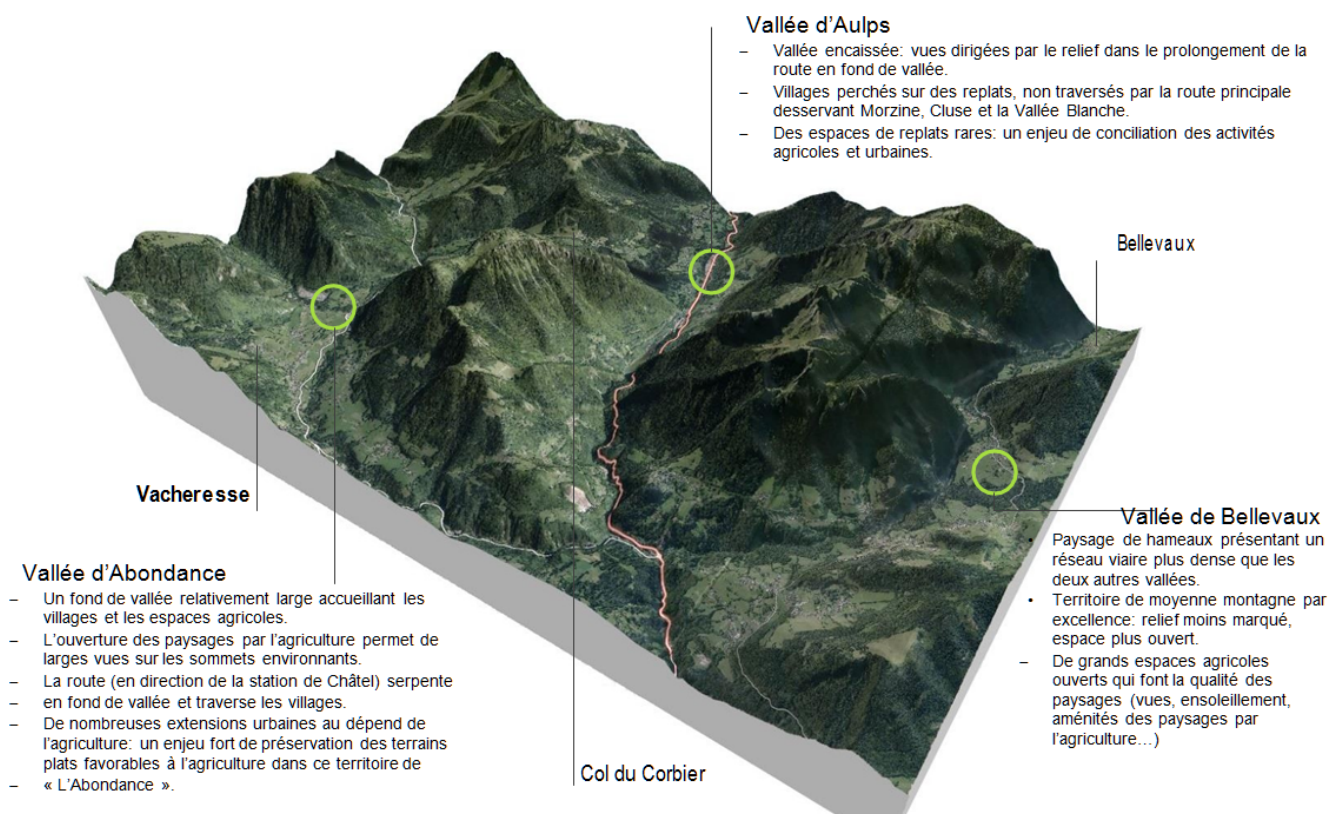 Vallée d’Aulps
– Vallée encaissée: vues dirigées par le relief dans le prolongement de la
route en fond de vallée.
– Villages perchés sur des replats, non traversés par la route principale
desservant Morzine, Cluse et la Vallée Blanche.
– Des espaces de replats rares: un enjeu de conciliation des activités
agricoles et urbaines.
Bellevaux
Vacheresse
Vallée d’Abondance
– Un fond de vallée relativement large accueillant les
villages et les espaces agricoles.
– L’ouverture des paysages par l’agriculture permet de
larges vues sur les sommets environnants.
– La route (en direction de la station de Châtel) serpente
– en fond de vallée et traverse les villages.
– De nombreuses extensions urbaines au dépend de
l’agriculture: un enjeu fort de préservation des terrains
plats favorables à l’agriculture dans ce territoire de
– « L’Abondance ».
Col du Corbier
Vallée de Bellevaux
• Paysage de hameaux présentant un
réseau viaire plus dense que les
deux autres vallées.
• Territoire de moyenne montagne par
excellence: relief moins marqué,
espace plus ouvert.
– De grands espaces agricoles
ouverts qui font la qualité des
paysages (vues, ensoleillement,
aménités des paysages par
l’agriculture…)